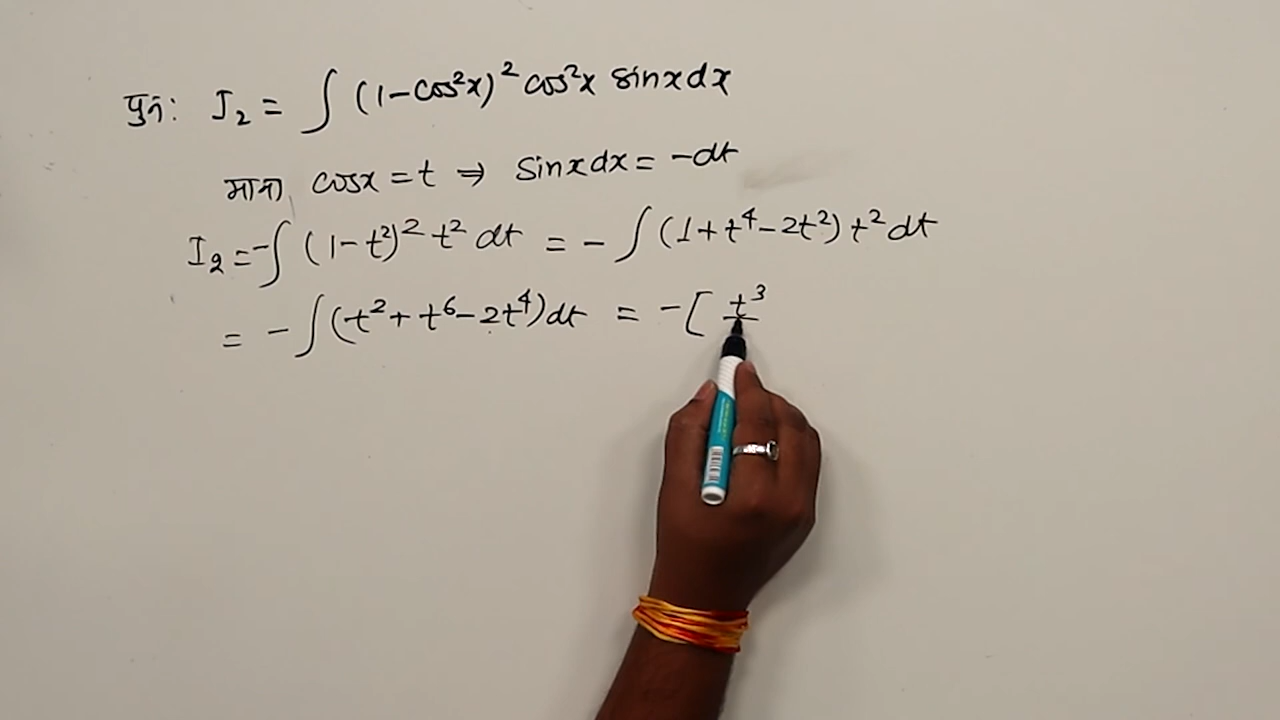 पुनः I₂ = ∫ (1-cos²x)² cos²x sinx dx
माना, cosx = t ⇒ sinx dx = -dt
I₂ = -∫ (1-t²)² t² dt = - ∫ (1+t⁴-2t²) t² dt
= - ∫ (t² + t⁶ - 2t⁴) dt = - [ t³